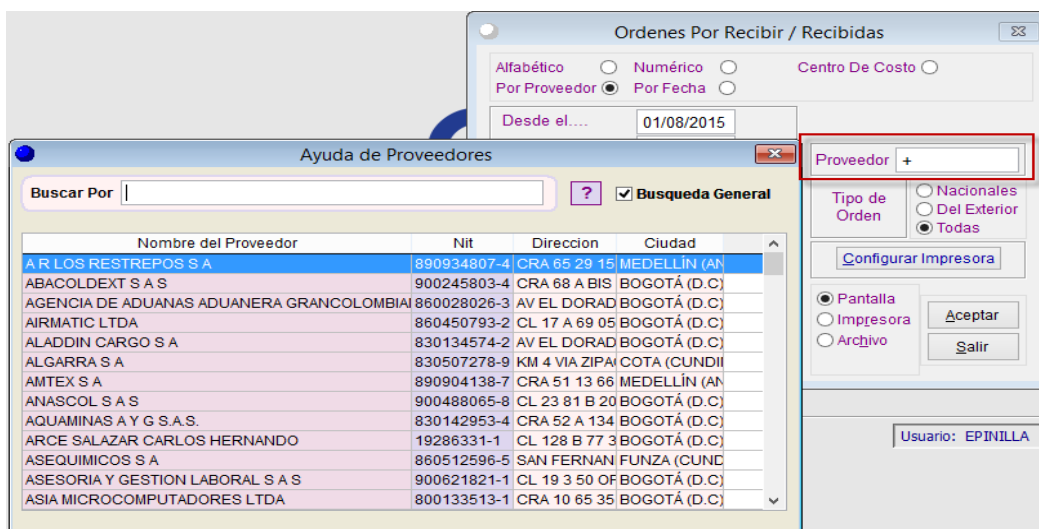 Ordenes Por Recibir / Recibidas
Alfabético Numérico Centro De Costo
Por Proveedor Por Fecha
Desde el.... 01/08/2015
Proveedor +
Tipo de Orden
Nacionales
Del Exterior
Todas
Configurar Impresora
Pantalla
Impresora
Archivo
Aceptar
Salir
Usuario: EPINILLA
Ayuda de Proveedores
Buscar Por ? Busqueda General
Nombre del Proveedor Nit Direccion Ciudad
A R LOS RESTREPOS S A 890934807-4 CRA 65 29 15 MEDELLÍN (AN
ABACOLDEXT S A S 900245803-4 CRA 68 A BIS BOGOTÁ (D.C)
AGENCIA DE ADUANAS ADUANERA GRANCOLOMBIA 860028026-3 AV EL DORAD BOGOTÁ (D.C)
AIRMATIC LTDA 860450793-2 CL 17 A 69 05 BOGOTÁ (D.C)
ALADDIN CARGO S A 830134574-2 AV EL DORAD BOGOTÁ (D.C)
ALGARRA S A 830507278-9 KM 4 VIA ZIPA COTA (CUNDI
AMTEX S A 890904138-7 CRA 51 13 66 MEDELLÍN (AN
ANASCOL S A S 900488065-8 CL 23 81 B 20 BOGOTÁ (D.C)
AQUAMINAS A Y G S.A.S. 830142953-4 CRA 52 A 134 BOGOTÁ (D.C)
ARCE SALAZAR CARLOS HERNANDO 19286331-1 CL 128 B 77 3 BOGOTÁ (D.C)
ASEQUIMICOS S A 860512596-5 SAN FERNAN FUNZA (CUND
ASESORIA Y GESTION LABORAL S A S 900621821-1 CL 19 3 50 OF BOGOTÁ (D.C)
ASIA MICROCOMPUTADORES LTDA 800133513-1 CRA 10 65 35 BOGOTÁ (D.C)